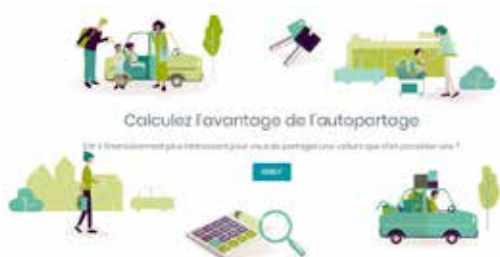 Calculez l'avantage de l'autopartage
Est-il financièrement plus intéressant pour vous de partager une voiture que d'en posséder une ?